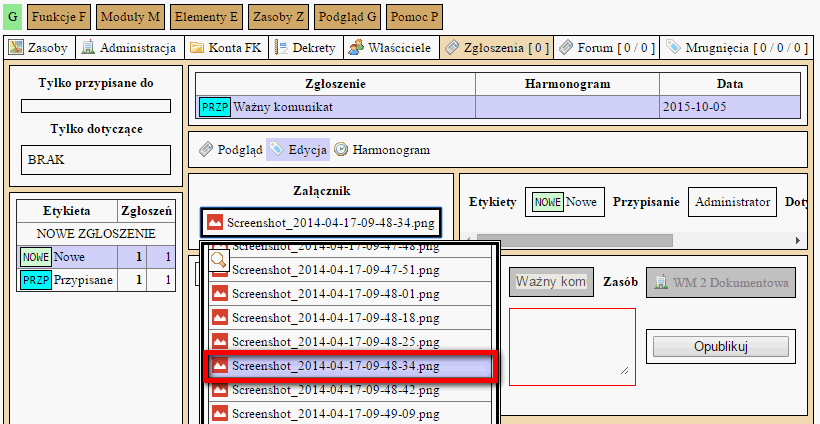 G Funkcje F Moduły M Elementy E Zasoby Z Podgląd G Pomoc P
Zasoby Administracja Konta FK Dekrety Właściciele Zgłoszenia [ 0 ] Forum [ 0 / 0 ] Mrugnięcia [ 0 / 0 / 0 ]
Tylko przypisane do
Tylko dotyczące
BRAK
Etykieta Zgłoszeń
NOWE ZGŁOSZENIE
NOWE Nowe 1 1
PRZP Przypisane 1 1
Zgłoszenie Harmonogram Data
PRZP Ważny komunikat 2015-10-05
Podgląd Edycja Harmonogram
Załącznik
Screenshot_2014-04-17-09-48-34.png
Screenshot_2014-04-17-09-47-48.png
Screenshot_2014-04-17-09-47-51.png
Screenshot_2014-04-17-09-48-01.png
Screenshot_2014-04-17-09-48-18.png
Screenshot_2014-04-17-09-48-25.png
Screenshot_2014-04-17-09-48-34.png
Screenshot_2014-04-17-09-48-42.png
Screenshot_2014-04-17-09-49-09.png
Etykiety NOWE Nowe Przypisanie Administrator Doty
Ważny kom Zasób WM 2 Dokumentowa
Opublikuj